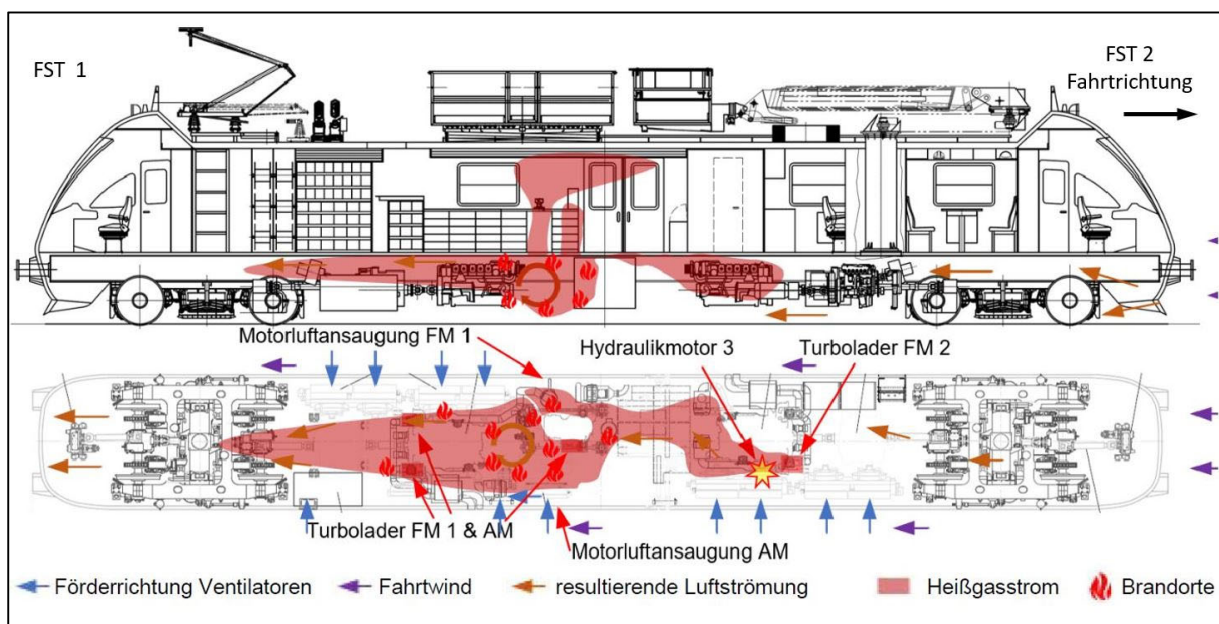 FST 1
FST 2
Fahrtrichtung
Motorluftansaugung FM 1
Hydraulikmotor 3
Turbolader FM 2
Turbolader FM 1 & AM
Motorluftansaugung AM
Förderrichtung Ventilatoren
Fahrtwind
resultierende Luftströmung
Heißgasstrom
Brandorte